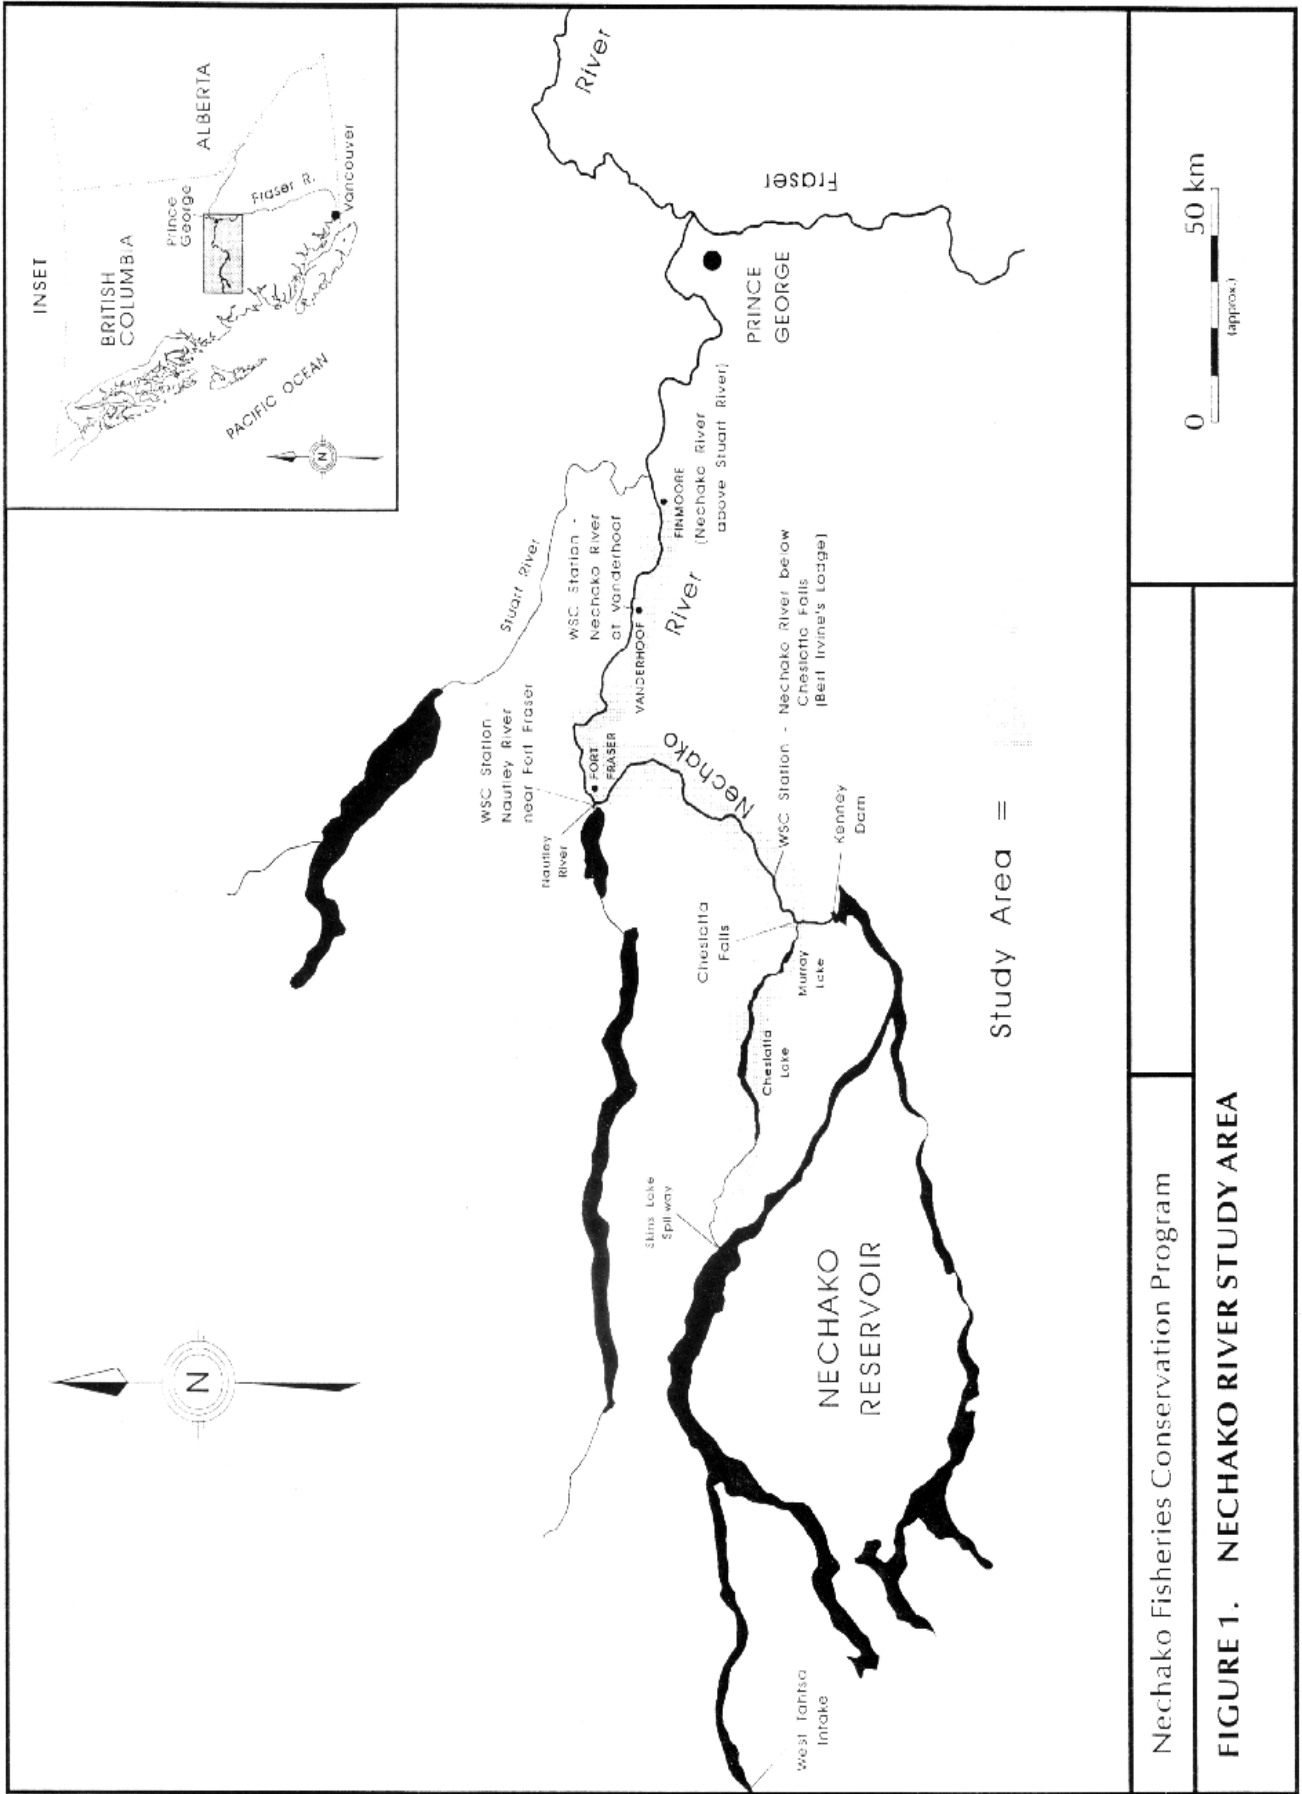 INSET
BRITISH
COLUMBIA
ALBERTA
Prince
George
Fraser R.
Vancouver
PACIFIC OCEAN
N
N
River
Fraser
PRINCE
GEORGE
Stuart River
WSC Station -
Nechako River
at Vanderhoof
VANDERHOOF
FINMOORE
(Nechako River
above Stuart River)
River
Nechako
WSC Station -
Nautley River
near Fort Fraser
FORT
FRASER
Nautley
River
WSC Station - Nechako River below
Cheslatta Falls
(Bert Irvine's Lodge)
Kenney
Dam
Cheslatta
Falls
Murray
Lake
Cheslatta
Lake
Skins Lake
Spillway
NECHAKO
RESERVOIR
West Tahtsa
Intake
Study Area =
0 50 km
(approx.)
Nechako Fisheries Conservation Program
FIGURE 1. NECHAKO RIVER STUDY AREA